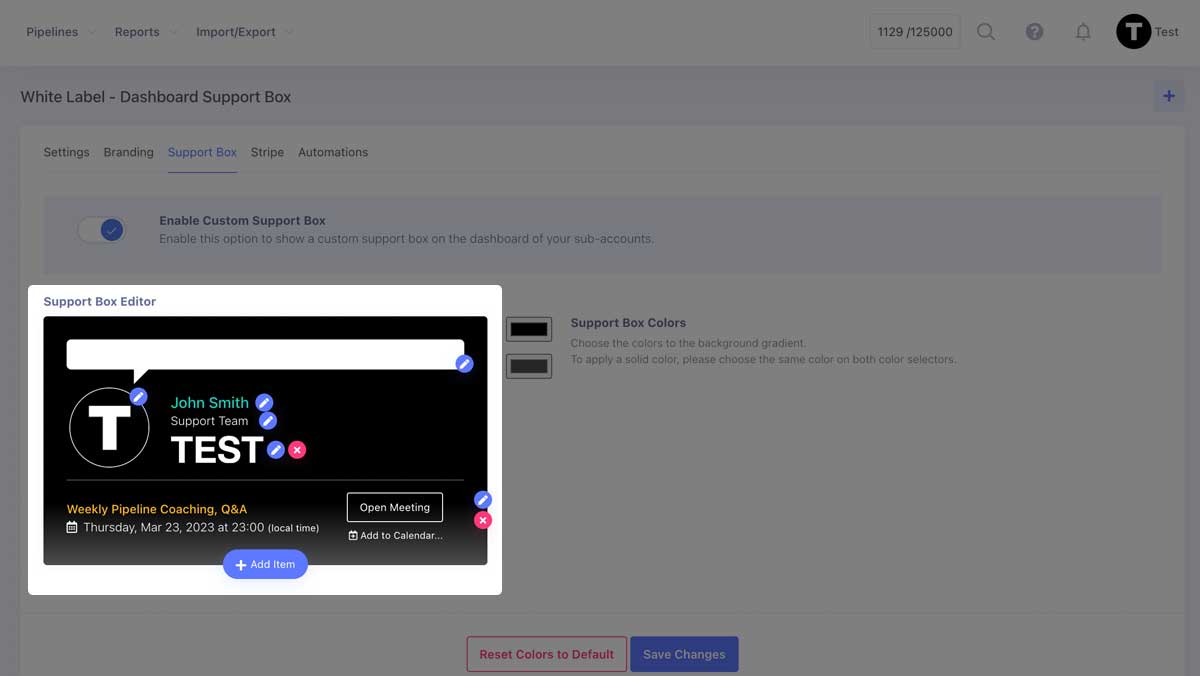 Pipelines Reports Import/Export 1129 /125000 ? T Test
White Label - Dashboard Support Box +
Settings Branding Support Box Stripe Automations
Enable Custom Support Box
Enable this option to show a custom support box on the dashboard of your sub-accounts.
Support Box Editor
Support Box Colors
Choose the colors to the background gradient.
To apply a solid color, please choose the same color on both color selectors.
T
John Smith
Support Team
TEST
Weekly Pipeline Coaching, Q&A
Thursday, Mar 23, 2023 at 23:00 (local time)
Open Meeting
Add to Calendar...
+ Add Item
Reset Colors to Default Save Changes